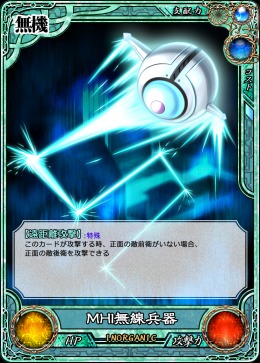 無機
支配力
コスト
【遠距離攻撃】:特殊
このカードが攻撃する時、正面の敵前衛がいない場合、
正面の敵後衛を攻撃できる
MHI無線兵器
HP
INORGANIC
攻撃力